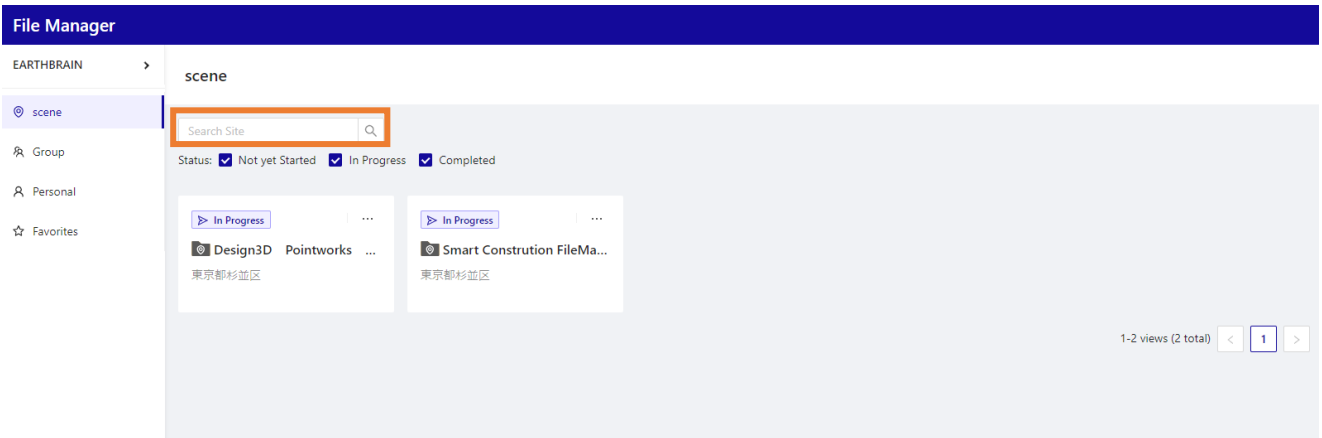 File Manager
EARTHBRAIN
scene
Group
Personal
Favorites
scene
Search Site
Status: Not yet Started In Progress Completed
In Progress ...
Design3D　Pointworks ...
東京都杉並区
In Progress ...
Smart Constrution FileMa...
東京都杉並区
1-2 views (2 total) < 1 >